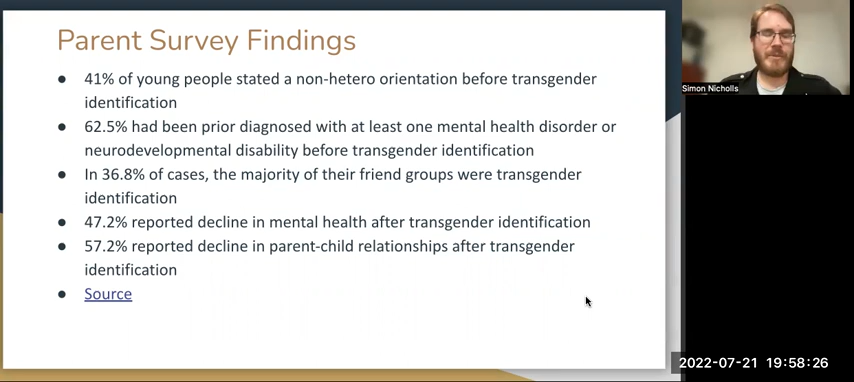 Parent Survey Findings
● 41% of young people stated a non-hetero orientation before transgender
identification
● 62.5% had been prior diagnosed with at least one mental health disorder or
neurodevelopmental disability before transgender identification
● In 36.8% of cases, the majority of their friend groups were transgender
identification
● 47.2% reported decline in mental health after transgender identification
● 57.2% reported decline in parent-child relationships after transgender
identification
● Source
Simon Nicholls
2022-07-21 19:58:26